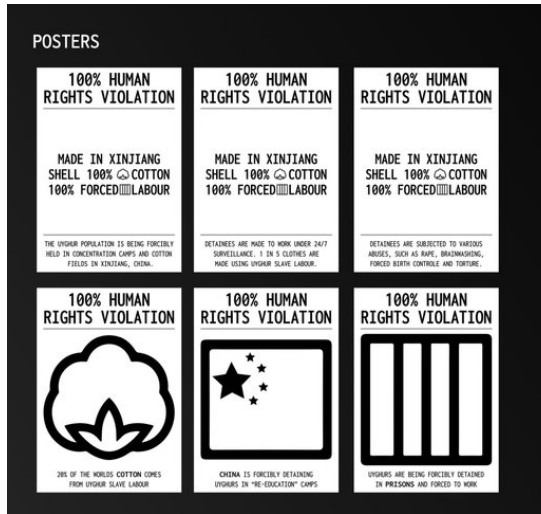 POSTERS
100% HUMAN
RIGHTS VIOLATION
MADE IN XINJIANG
SHELL 100% COTTON
100% FORCED LABOUR
THE UYGHUR POPULATION IS BEING FORCIBLY
HELD IN CONCENTRATION CAMPS AND COTTON
FIELDS IN XINJIANG, CHINA.
100% HUMAN
RIGHTS VIOLATION
MADE IN XINJIANG
SHELL 100% COTTON
100% FORCED LABOUR
DETAINEES ARE MADE TO WORK UNDER 24/7
SURVEILLANCE. 1 IN 5 CLOTHES ARE
MADE USING UYGHUR SLAVE LABOUR.
100% HUMAN
RIGHTS VIOLATION
MADE IN XINJIANG
SHELL 100% COTTON
100% FORCED LABOUR
DETAINEES ARE SUBJECTED TO VARIOUS
ABUSES, SUCH AS RAPE, BRAINWASHING,
FORCED BIRTH CONTROLE AND TORTURE.
100% HUMAN
RIGHTS VIOLATION
20% OF THE WORLDS COTTON COMES
FROM UYGHUR SLAVE LABOUR
100% HUMAN
RIGHTS VIOLATION
CHINA IS FORCIBLY DETAINING
UYGHURS IN "RE-EDUCATION" CAMPS
100% HUMAN
RIGHTS VIOLATION
UYGHURS ARE BEING FORCIBLY DETAINED
IN PRISONS AND FORCED TO WORK